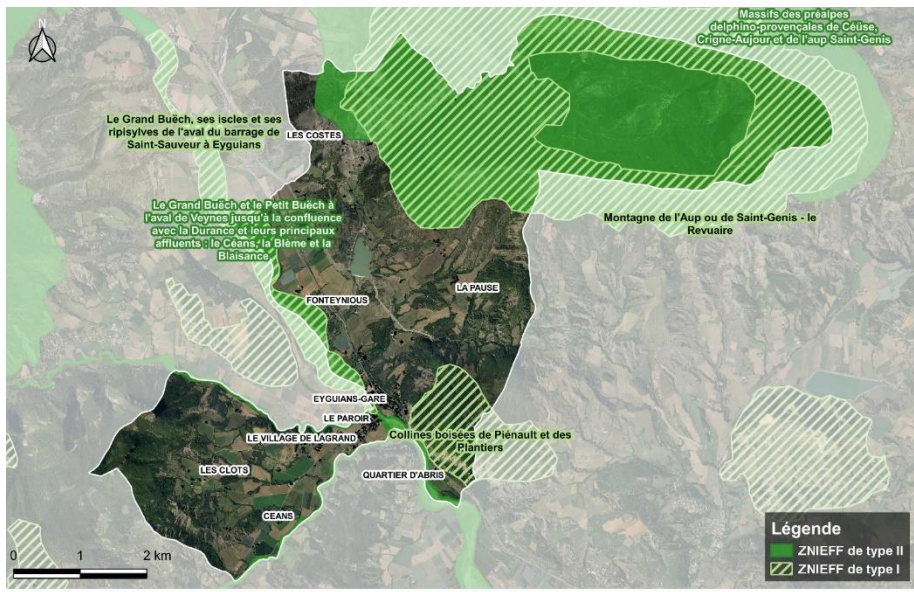 N
Massifs des préalpes
delphino-provençales de Céüse,
Crigne-Aujour et de l'aup Saint-Genis
Le Grand Buëch, ses iscles et ses
ripisylves de l'aval du barrage de
Saint-Sauveur à Eyguians
LES COSTES
Le Grand Buëch et le Petit Buëch à
l'aval de Veynes jusqu'à la confluence
avec la Durance et leurs principaux
affluents : le Céans, la Blème et la
Blaisance
Montagne de l'Aup ou de Saint-Genis - le
Revuaire
LA PAUSE
FONTEYNIOUS
EYGUIANS-GARE
LE PAROIR
LE VILLAGE DE LAGRAND
Collines boisées de Piénault et des
Plantiers
LES CLOTS
QUARTIER D'ABRIS
CEANS
Légende
ZNIEFF de type II
ZNIEFF de type I
0 1 2 km